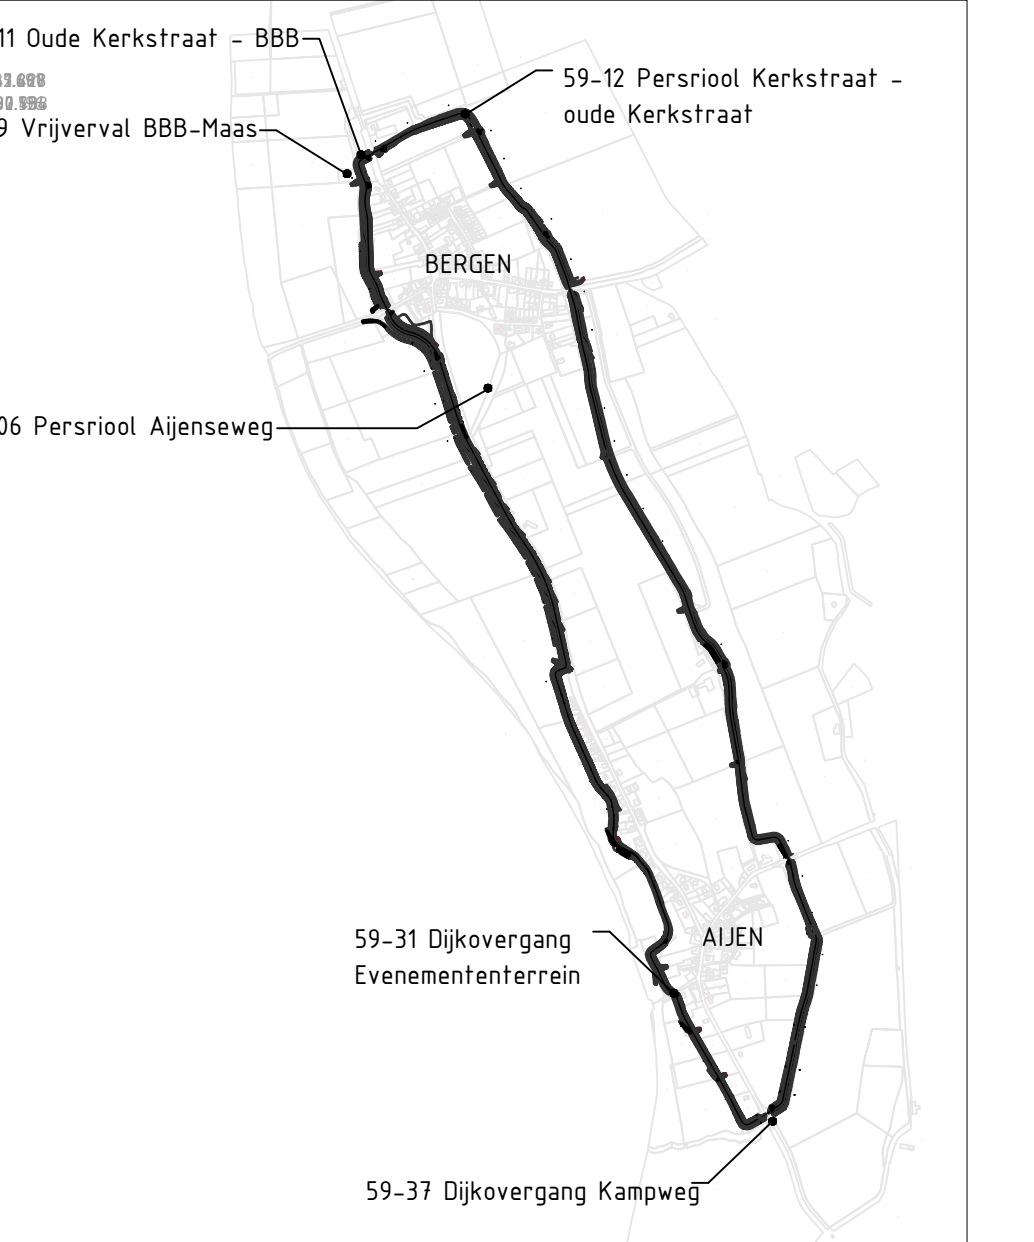 11 Oude Kerkstraat - BBB
59-12 Persriool Kerkstraat -
oude Kerkstraat
9 Vrijverval BBB-Maas
BERGEN
06 Persriool Aijenseweg
59-31 Dijkovergang
Evenemententerrein
AIJEN
59-37 Dijkovergang Kampweg